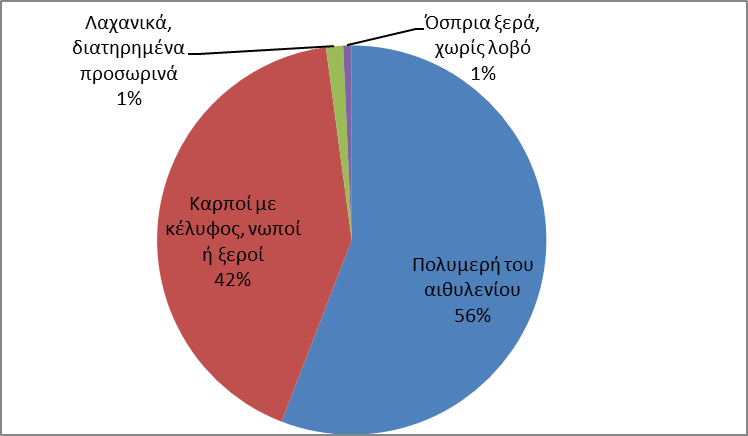 Λαχανικά,
διατηρημένα
προσωρινά
1%
Όσπρια ξερά,
χωρίς λοβό
1%
Καρποί με
κέλυφος, νωποί
ή ξεροί
42%
Πολυμερή του
αιθυλενίου
56%